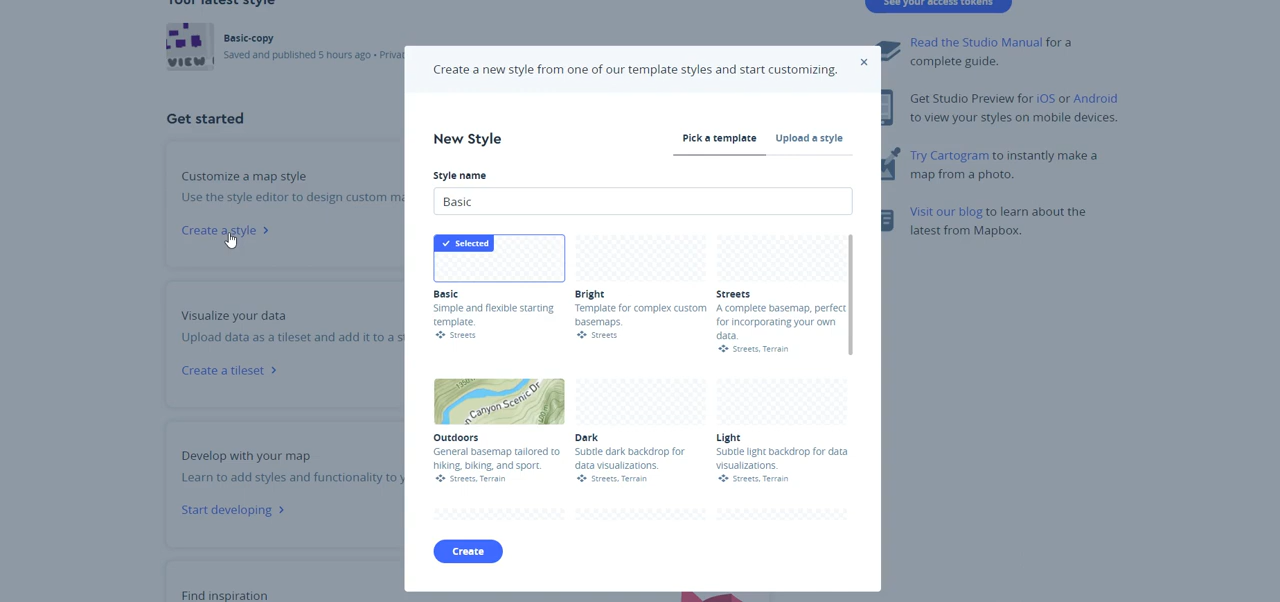 Your latest style
See your access tokens
Basic-copy
Saved and published 5 hours ago • Privat
Get started
Customize a map style
Use the style editor to design custom ma
Create a style
Visualize your data
Upload data as a tileset and add it to a s
Create a tileset
Develop with your map
Learn to add styles and functionality to y
Start developing
Find inspiration
Create a new style from one of our template styles and start customizing.
New Style
Pick a template
Upload a style
Style name
Basic
Selected
Basic
Simple and flexible starting
template.
Streets
Bright
Template for complex custom
basemaps.
Streets
Streets
A complete basemap, perfect
for incorporating your own
data.
Streets, Terrain
n Canyon Scenic Dr
Outdoors
General basemap tailored to
hiking, biking, and sport.
Streets, Terrain
Dark
Subtle dark backdrop for
data visualizations.
Streets, Terrain
Light
Subtle light backdrop for data
visualizations.
Streets, Terrain
Create
Read the Studio Manual for a
complete guide.
Get Studio Preview for iOS or Android
to view your styles on mobile devices.
Try Cartogram to instantly make a
map from a photo.
Visit our blog to learn about the
latest from Mapbox.